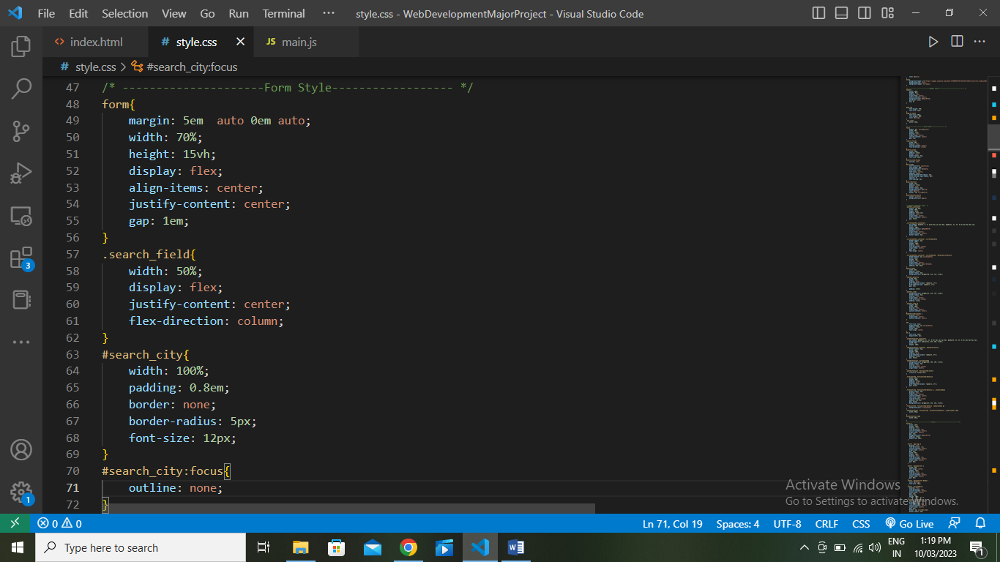 File Edit Selection View Go Run Terminal ··· style.css - WebDevelopmentMajorProject - Visual Studio Code
<> index.html # style.css JS main.js
# style.css > #search_city:focus
47 /* ---------------------Form Style------------------ */
48 form{
49     margin: 5em  auto 0em auto;
50     width: 70%;
51     height: 15vh;
52     display: flex;
53     align-items: center;
54     justify-content: center;
55     gap: 1em;
56 }
57 .search_field{
58     width: 50%;
59     display: flex;
60     justify-content: center;
61     flex-direction: column;
62 }
63 #search_city{
64     width: 100%;
65     padding: 0.8em;
66     border: none;
67     border-radius: 5px;
68     font-size: 12px;
69 }
70 #search_city:focus{
71     outline: none;
72 }
3
1
Activate Windows
Go to Settings to activate Windows.
0 0 Ln 71, Col 19 Spaces: 4 UTF-8 CRLF CSS Go Live
Type here to search
ENG
IN
1:19 PM
10/03/2023
1